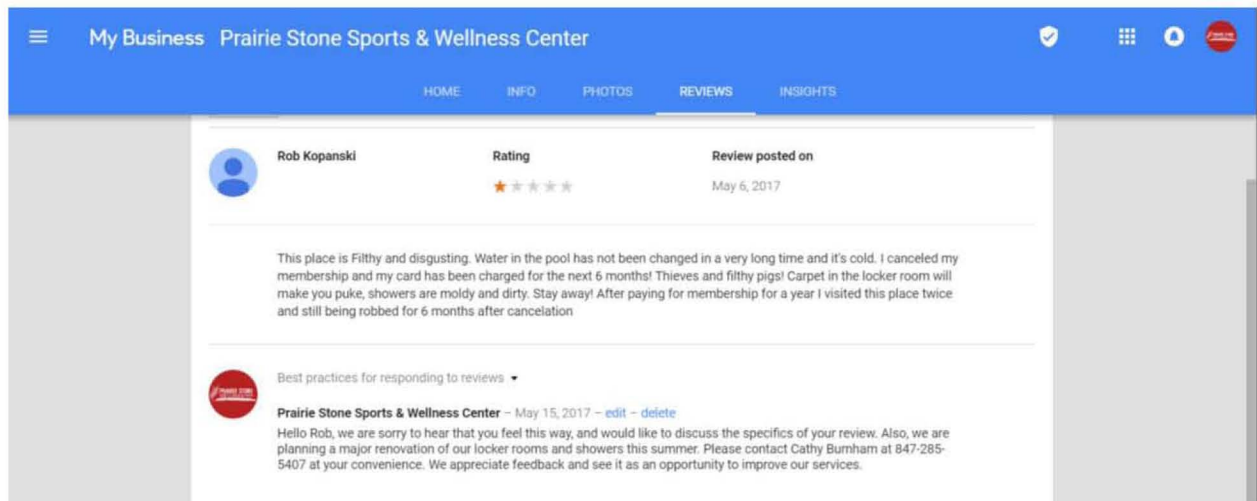 My Business Prairie Stone Sports & Wellness Center
HOME INFO PHOTOS REVIEWS INSIGHTS
Rob Kopanski Rating Review posted on
May 6, 2017
This place is Filthy and disgusting. Water in the pool has not been changed in a very long time and it's cold. I canceled my
membership and my card has been charged for the next 6 months! Thieves and filthy pigs! Carpet in the locker room will
make you puke, showers are moldy and dirty. Stay away! After paying for membership for a year I visited this place twice
and still being robbed for 6 months after cancelation
Best practices for responding to reviews
Prairie Stone Sports & Wellness Center – May 15, 2017 – edit – delete
Hello Rob, we are sorry to hear that you feel this way, and would like to discuss the specifics of your review. Also, we are
planning a major renovation of our locker rooms and showers this summer. Please contact Cathy Burnham at 847-285-
5407 at your convenience. We appreciate feedback and see it as an opportunity to improve our services.